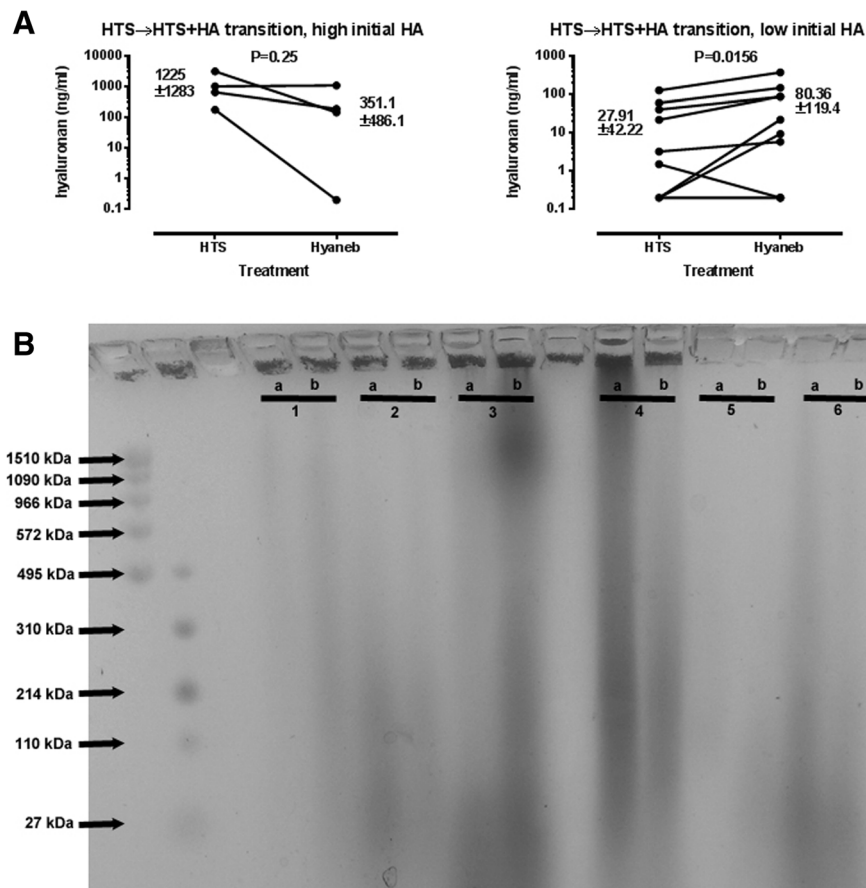 A
HTS→HTS+HA transition, high initial HA
P=0.25
hyaluronan (ng/ml)
10000
1000
100
10
1
0.1
1225
±1283
351.1
±486.1
HTS
Hyaneb
Treatment
HTS→HTS+HA transition, low initial HA
P=0.0156
hyaluronan (ng/ml)
1000
100
10
1
0.1
27.91
±42.22
80.36
±119.4
HTS
Hyaneb
Treatment
B
a b a b a b a b a b a b
1 2 3 4 5 6
1510 kDa
1090 kDa
966 kDa
572 kDa
495 kDa
310 kDa
214 kDa
110 kDa
27 kDa